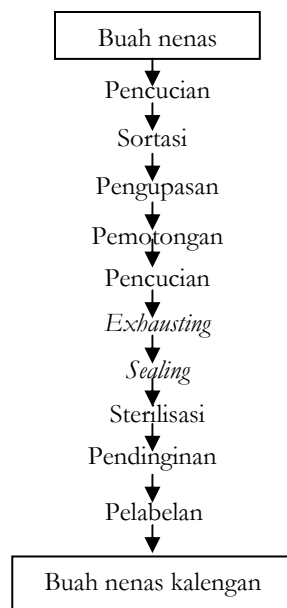 Buah nenas
Pencucian
Sortasi
Pengupasan
Pemotongan
Pencucian
Exhausting
Sealing
Sterilisasi
Pendinginan
Pelabelan
Buah nenas kalengan